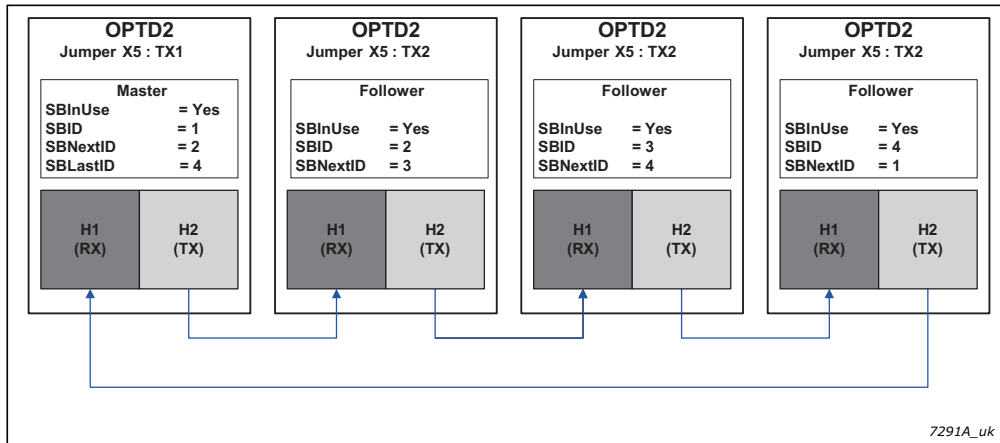 OPTD2
Jumper X5 : TX1
Master
SBInUse = Yes
SBID = 1
SBNextID = 2
SBLastID = 4
H1
(RX)
H2
(TX)
OPTD2
Jumper X5 : TX2
Follower
SBInUse = Yes
SBID = 2
SBNextID = 3
H1
(RX)
H2
(TX)
OPTD2
Jumper X5 : TX2
Follower
SBInUse = Yes
SBID = 3
SBNextID = 4
H1
(RX)
H2
(TX)
OPTD2
Jumper X5 : TX2
Follower
SBInUse = Yes
SBID = 4
SBNextID = 1
H1
(RX)
H2
(TX)
7291A_uk